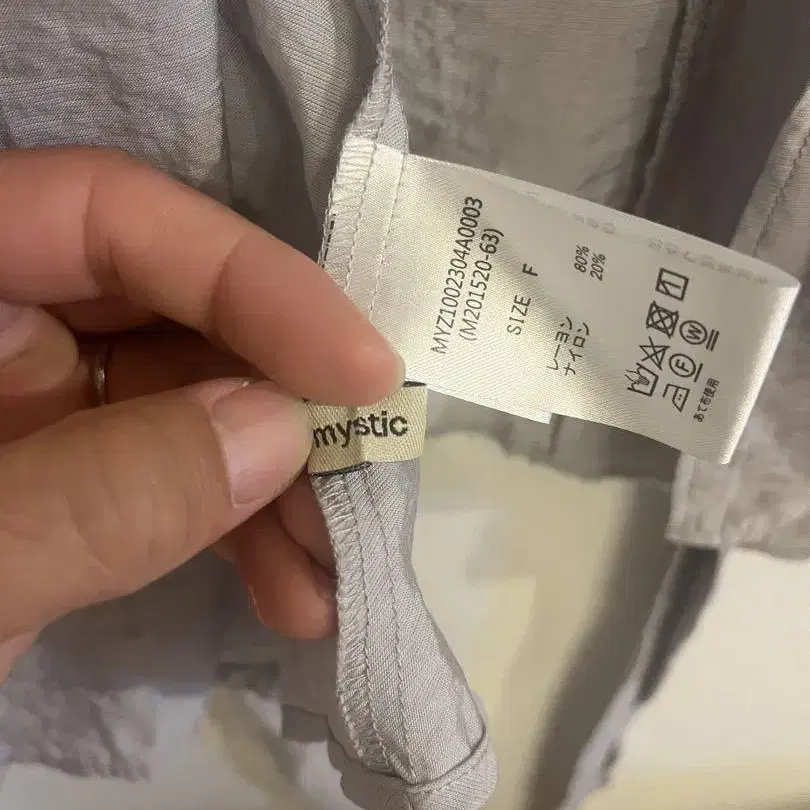 MYZ1002304A0003
(M201520-63)
SIZE F
レーヨン 80%
ナイロン 20%
W
F
あて布使用
mystic